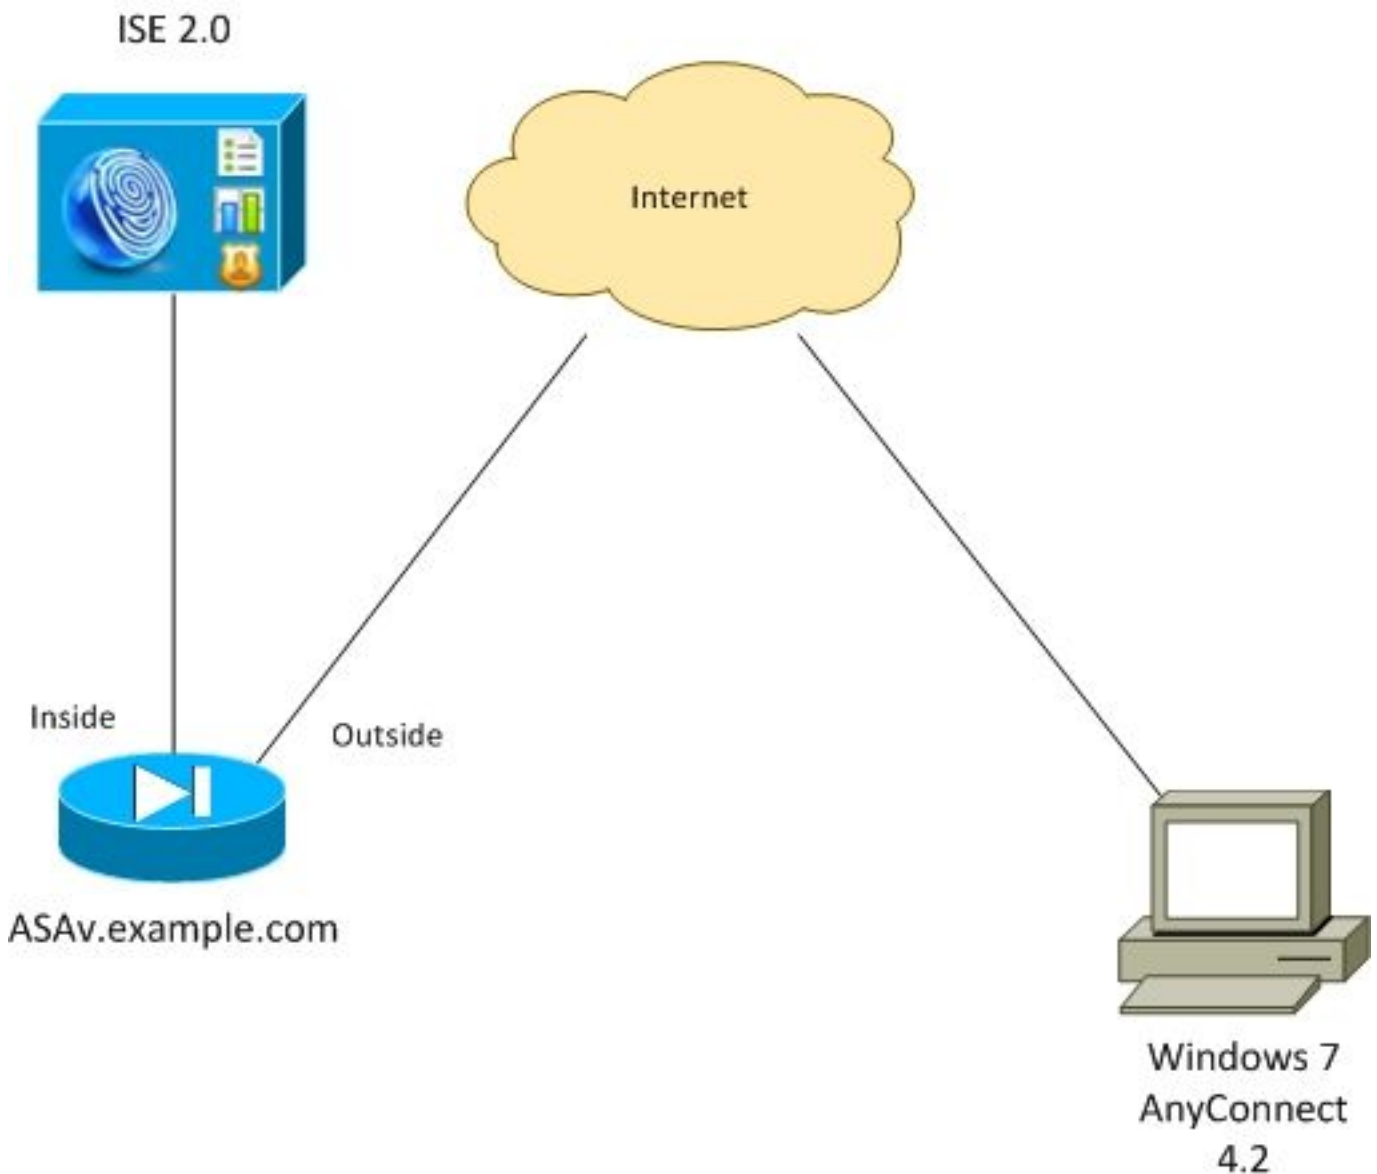 ISE 2.0
Internet
Inside
Outside
ASAv.example.com
Windows 7
AnyConnect
4.2